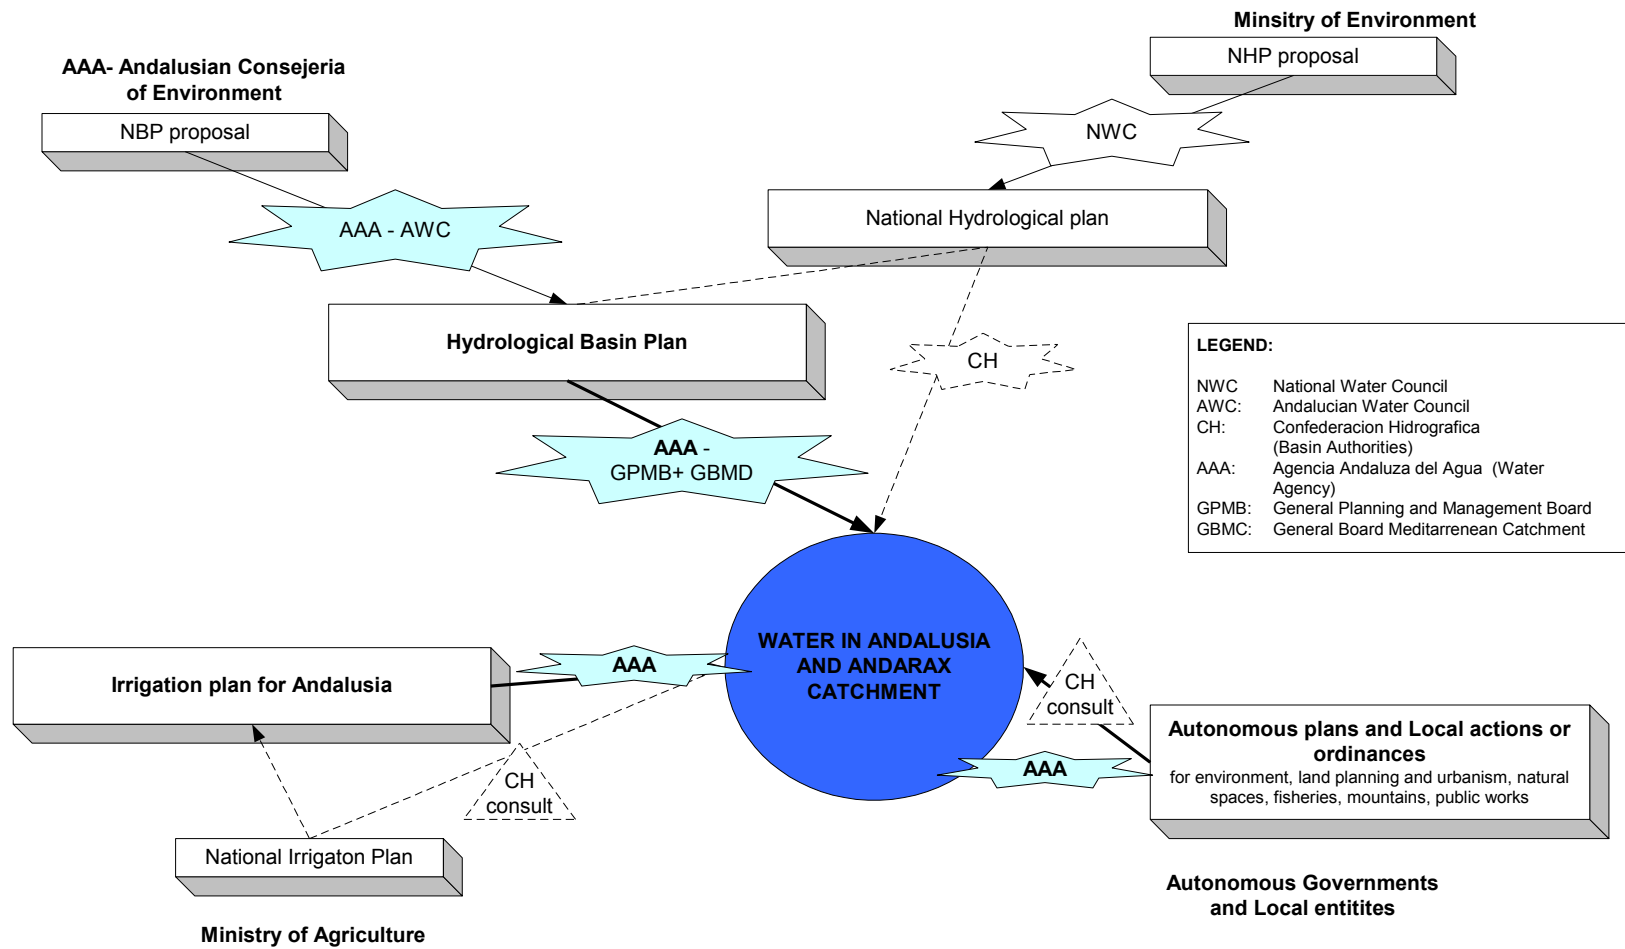 Minsitry of Environment
NHP proposal
AAA- Andalusian Consejeria
of Environment
NBP proposal
NWC
AAA - AWC
National Hydrological plan
Hydrological Basin Plan
CH
LEGEND:
NWC National Water Council
AWC: Andalucian Water Council
CH: Confederacion Hidrografica
(Basin Authorities)
AAA: Agencia Andaluza del Agua (Water
Agency)
GPMB: General Planning and Management Board
GBMC: General Board Meditarrenean Catchment
AAA -
GPMB+ GBMD
WATER IN ANDALUSIA
AND ANDARAX
CATCHMENT
AAA
Irrigation plan for Andalusia
CH
consult
Autonomous plans and Local actions or
ordinances
for environment, land planning and urbanism, natural
spaces, fisheries, mountains, public works
AAA
CH
consult
National Irrigaton Plan
Autonomous Governments
and Local entitites
Ministry of Agriculture